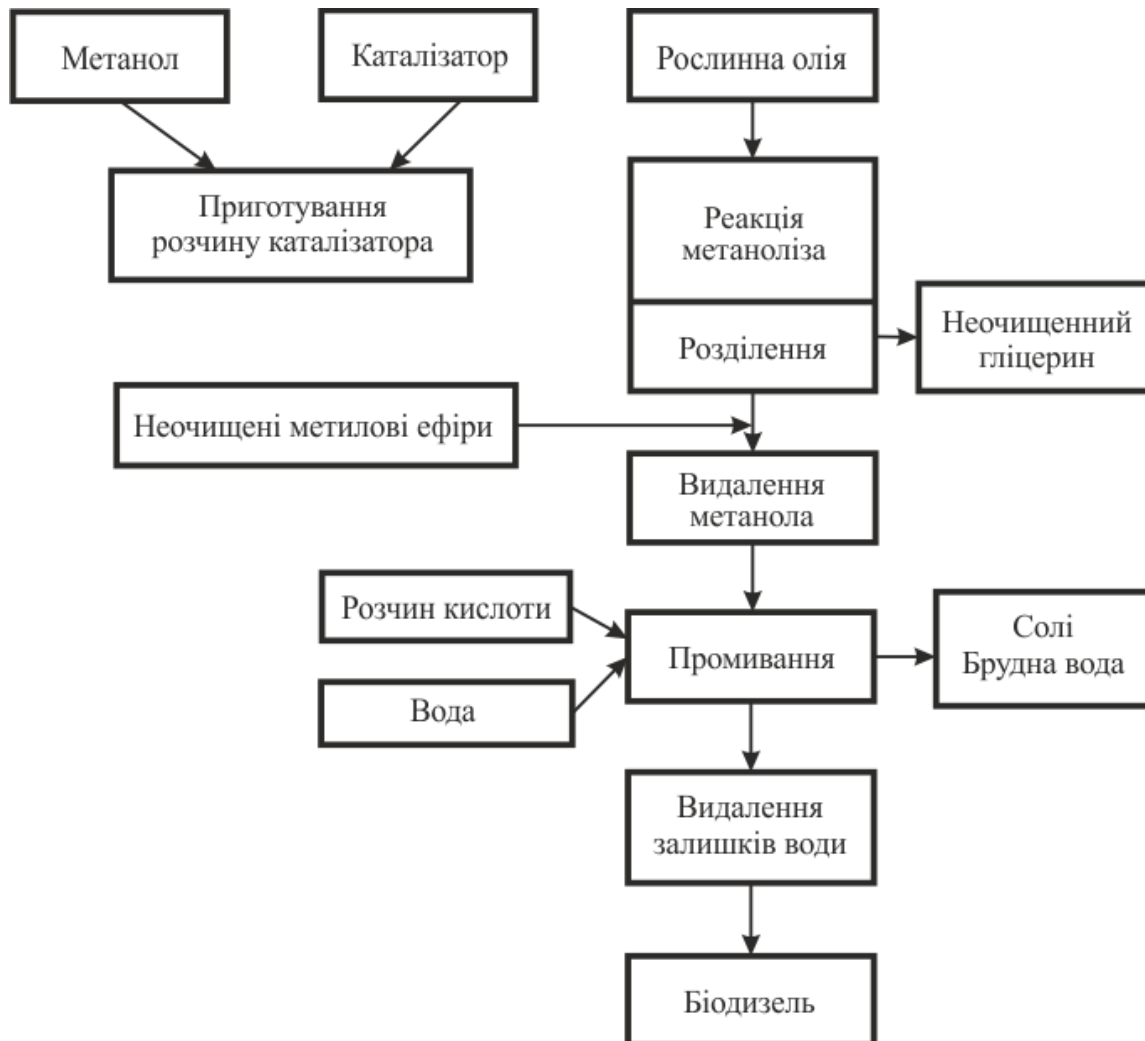 Метанол
Каталізатор
Рослинна олія
Приготування
розчину каталізатора
Реакція
метаноліза
Розділення
Неочищенний
гліцерин
Неочищені метилові ефіри
Видалення
метанола
Розчин кислоти
Вода
Промивання
Солі
Брудна вода
Видалення
залишків води
Біодизель